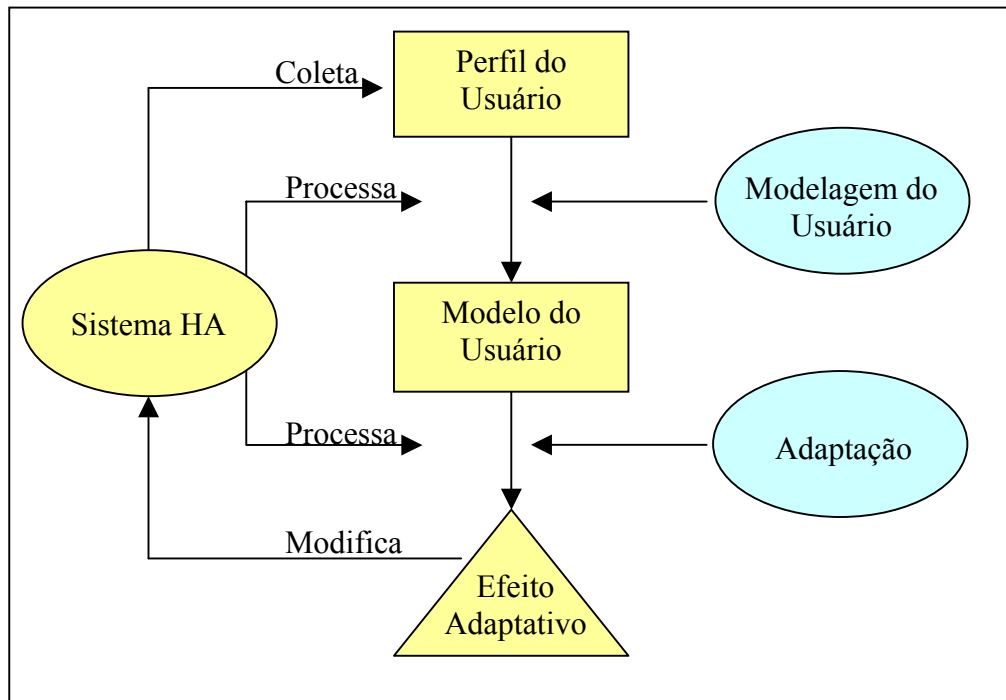 Coleta
Perfil do
Usuário
Processa
Modelagem do
Usuário
Sistema HA
Modelo do
Usuário
Processa
Adaptação
Modifica
Efeito
Adaptativo